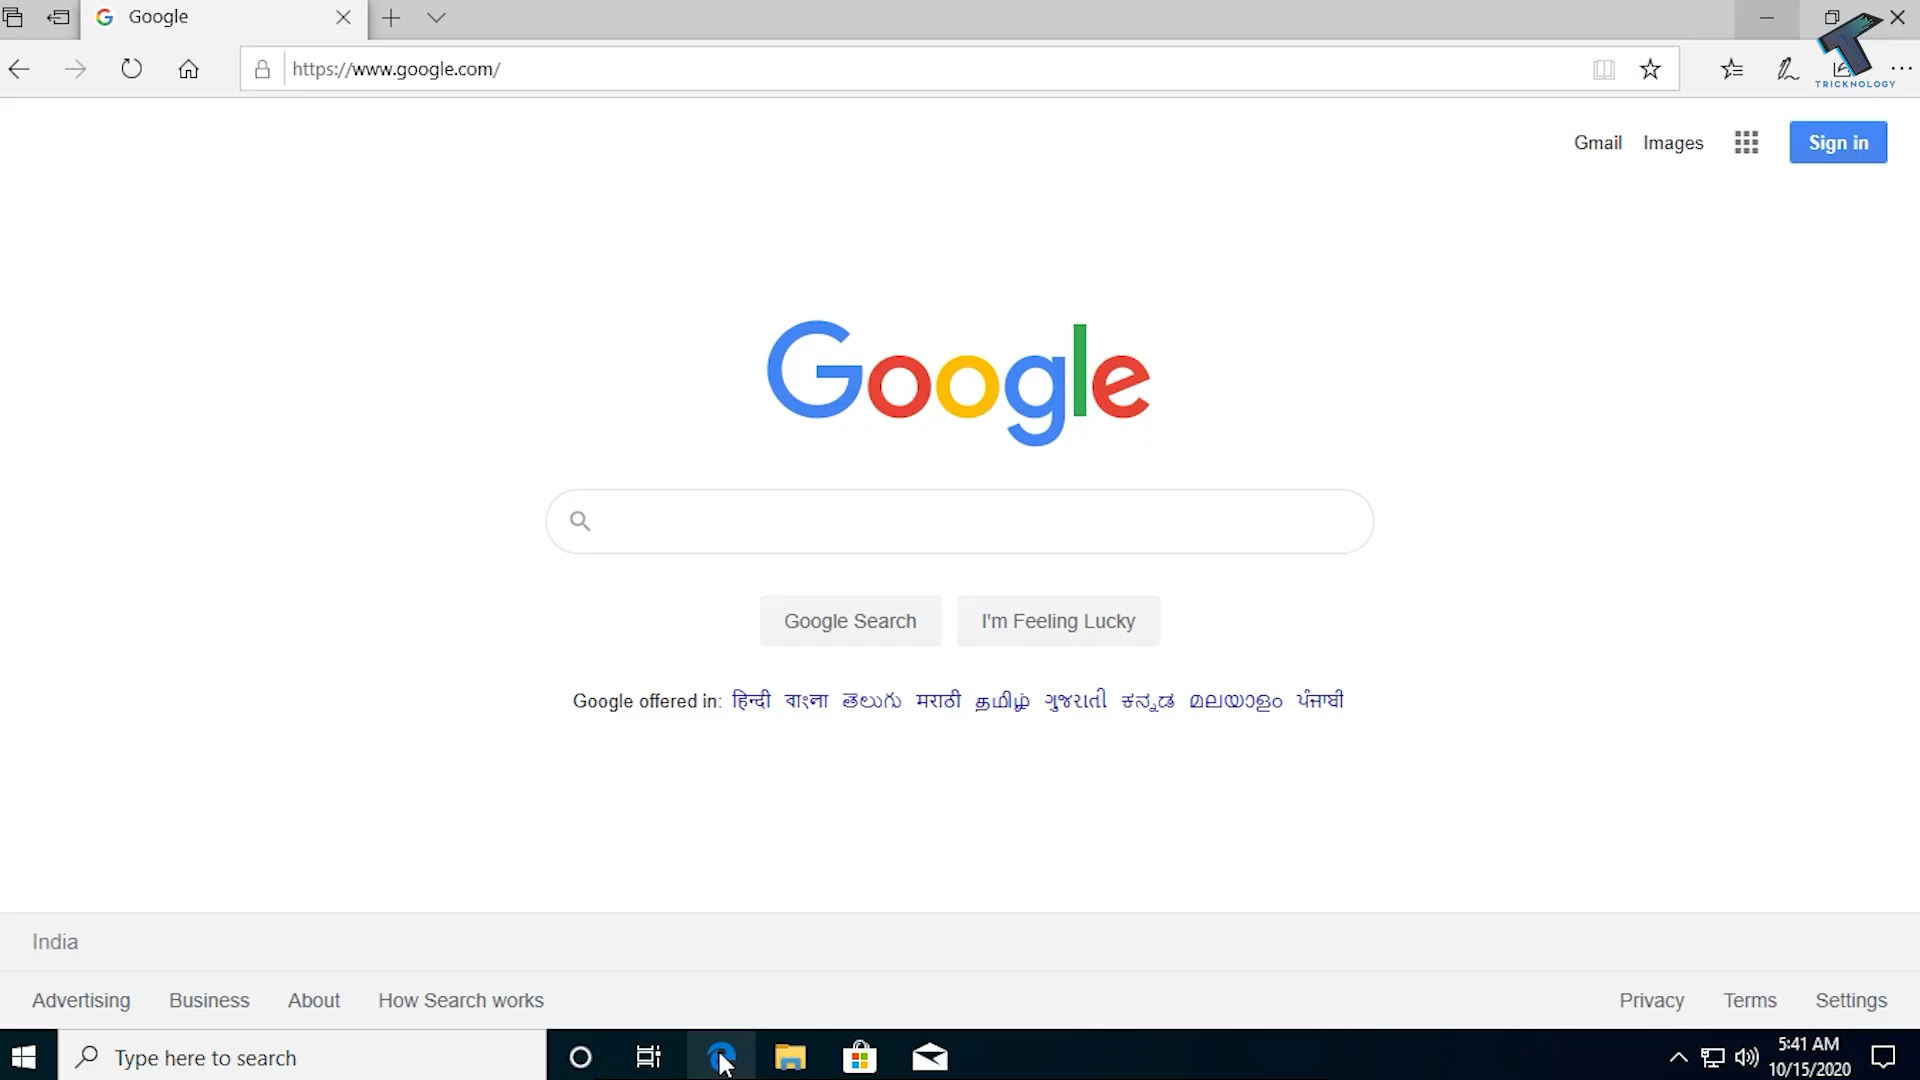 Google
https://www.google.com/
TRICKNOLOGY
Gmail Images Sign in
Google
Google Search I'm Feeling Lucky
Google offered in: हिन्दी বাংলা తెలుగు मराठी தமிழ் ગુજરાતી ಕನ್ನಡ മലയാളം ਪੰਜਾਬੀ
India
Advertising Business About How Search works Privacy Terms Settings
Type here to search
5:41 AM
10/15/2020